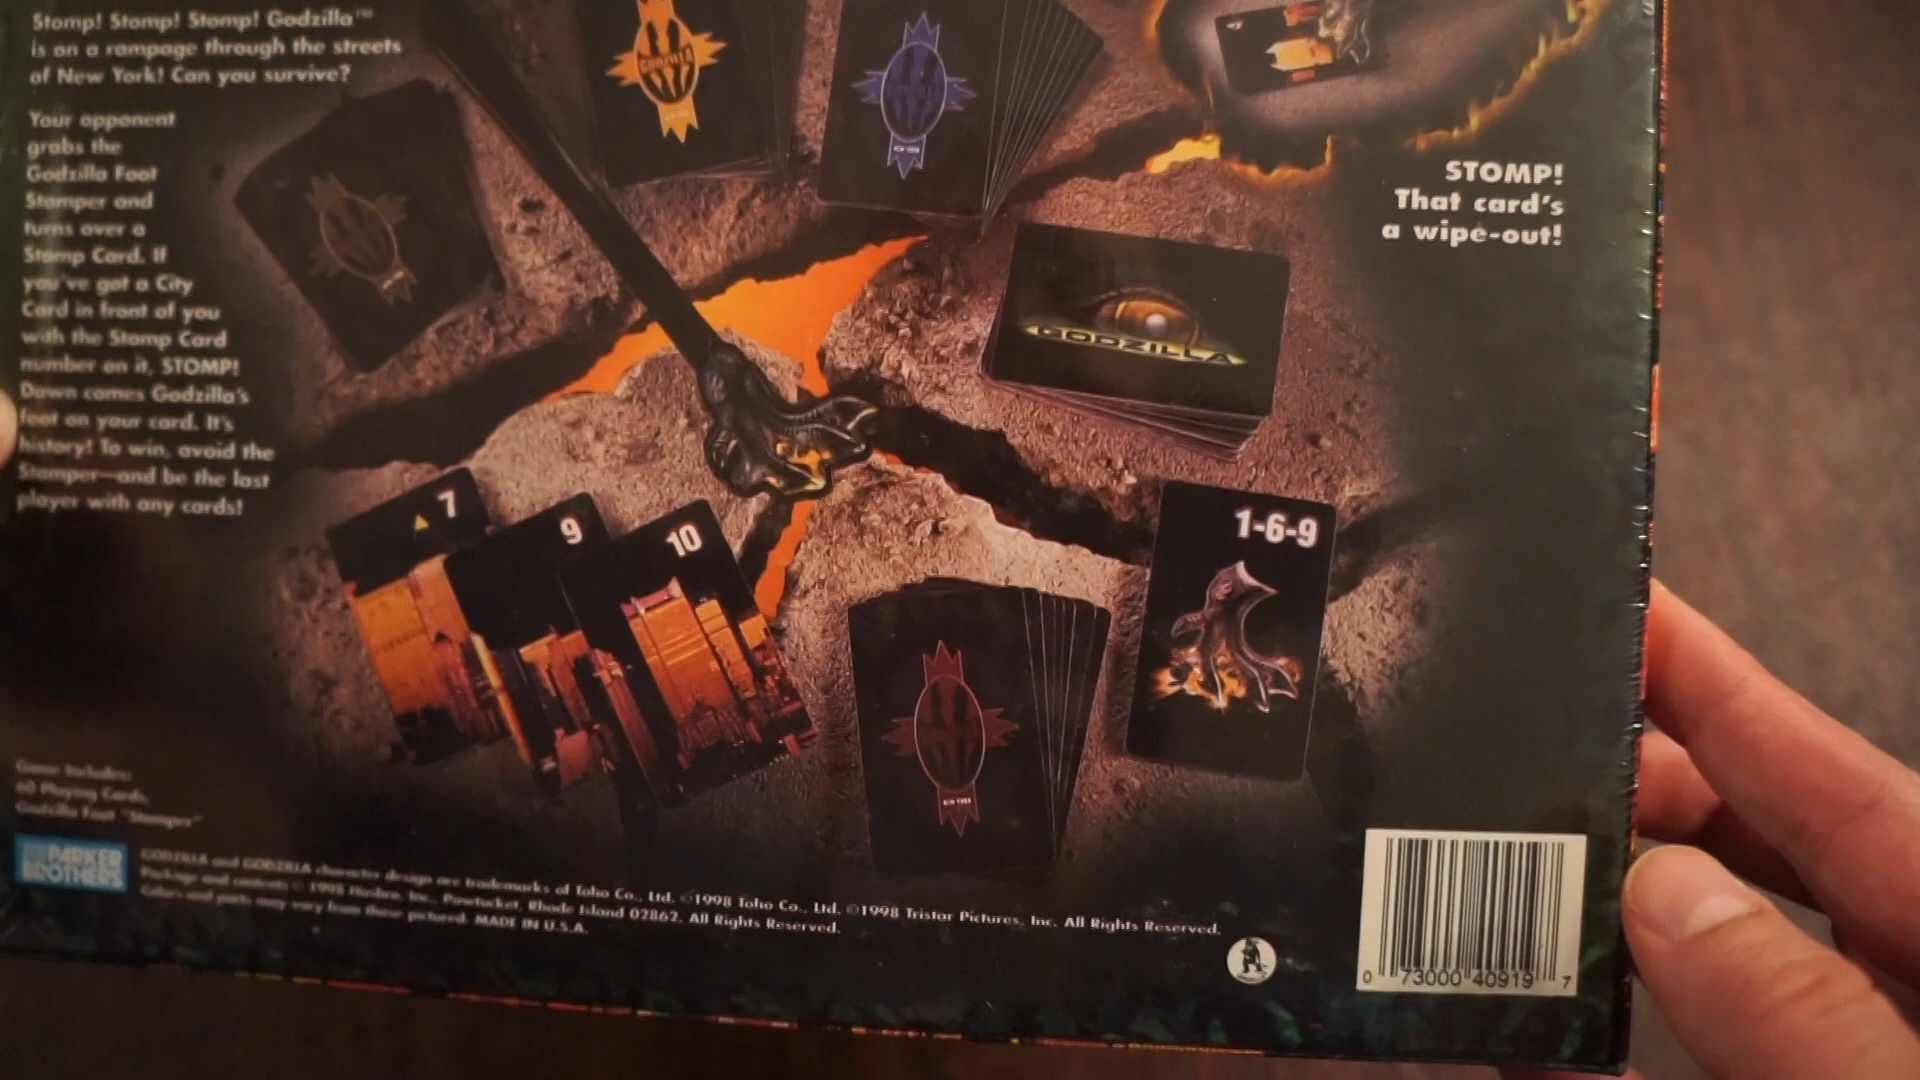 Stomp! Stomp! Stomp! Godzilla™
is on a rampage through the streets
of New York! Can you survive?
Your opponent
grabs the
Godzilla Foot
Stomper and
turns over a
Stomp Card. If
you've got a City
Card in front of you
with the Stomp Card
number on it, STOMP!
Down comes Godzilla's
foot on your card. It's
history! To win, avoid the
Stomper—and be the last
player with any cards!
GODZILLA
STOMP!
That card's
a wipe-out!
GODZILLA
7
9
10
1-6-9
Game Includes:
60 Playing Cards,
Godzilla Foot "Stomper"
PARKER
BROTHERS
GODZILLA and GODZILLA character design are trademarks of Toho Co., Ltd. ©1998 Toho Co., Ltd. ©1998 Tristar Pictures, Inc. All Rights Reserved.
Package and contents © 1998 Hasbro, Inc., Pawtucket, Rhode Island 02862. All Rights Reserved.
Colors and parts may vary from those pictured. MADE IN U.S.A.
0 73000 40919 7